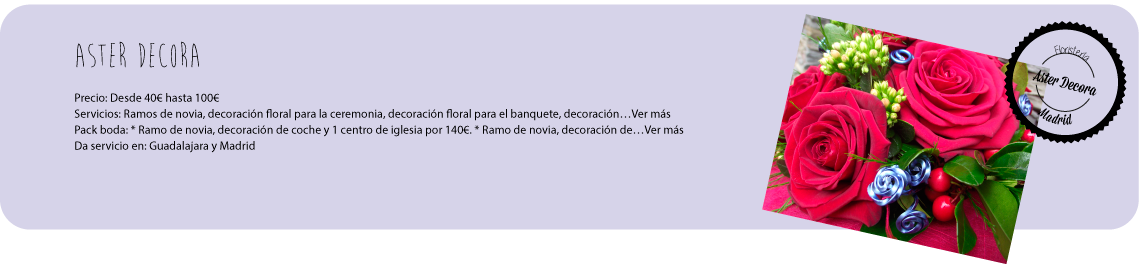 ASTER DECORA
Precio: Desde 40€ hasta 100€
Servicios: Ramos de novia, decoración floral para la ceremonia, decoración floral para el banquete, decoración…Ver más
Pack boda: * Ramo de novia, decoración de coche y 1 centro de iglesia por 140€. * Ramo de novia, decoración de…Ver más
Da servicio en: Guadalajara y Madrid
Floristería
Aster Decora
Madrid